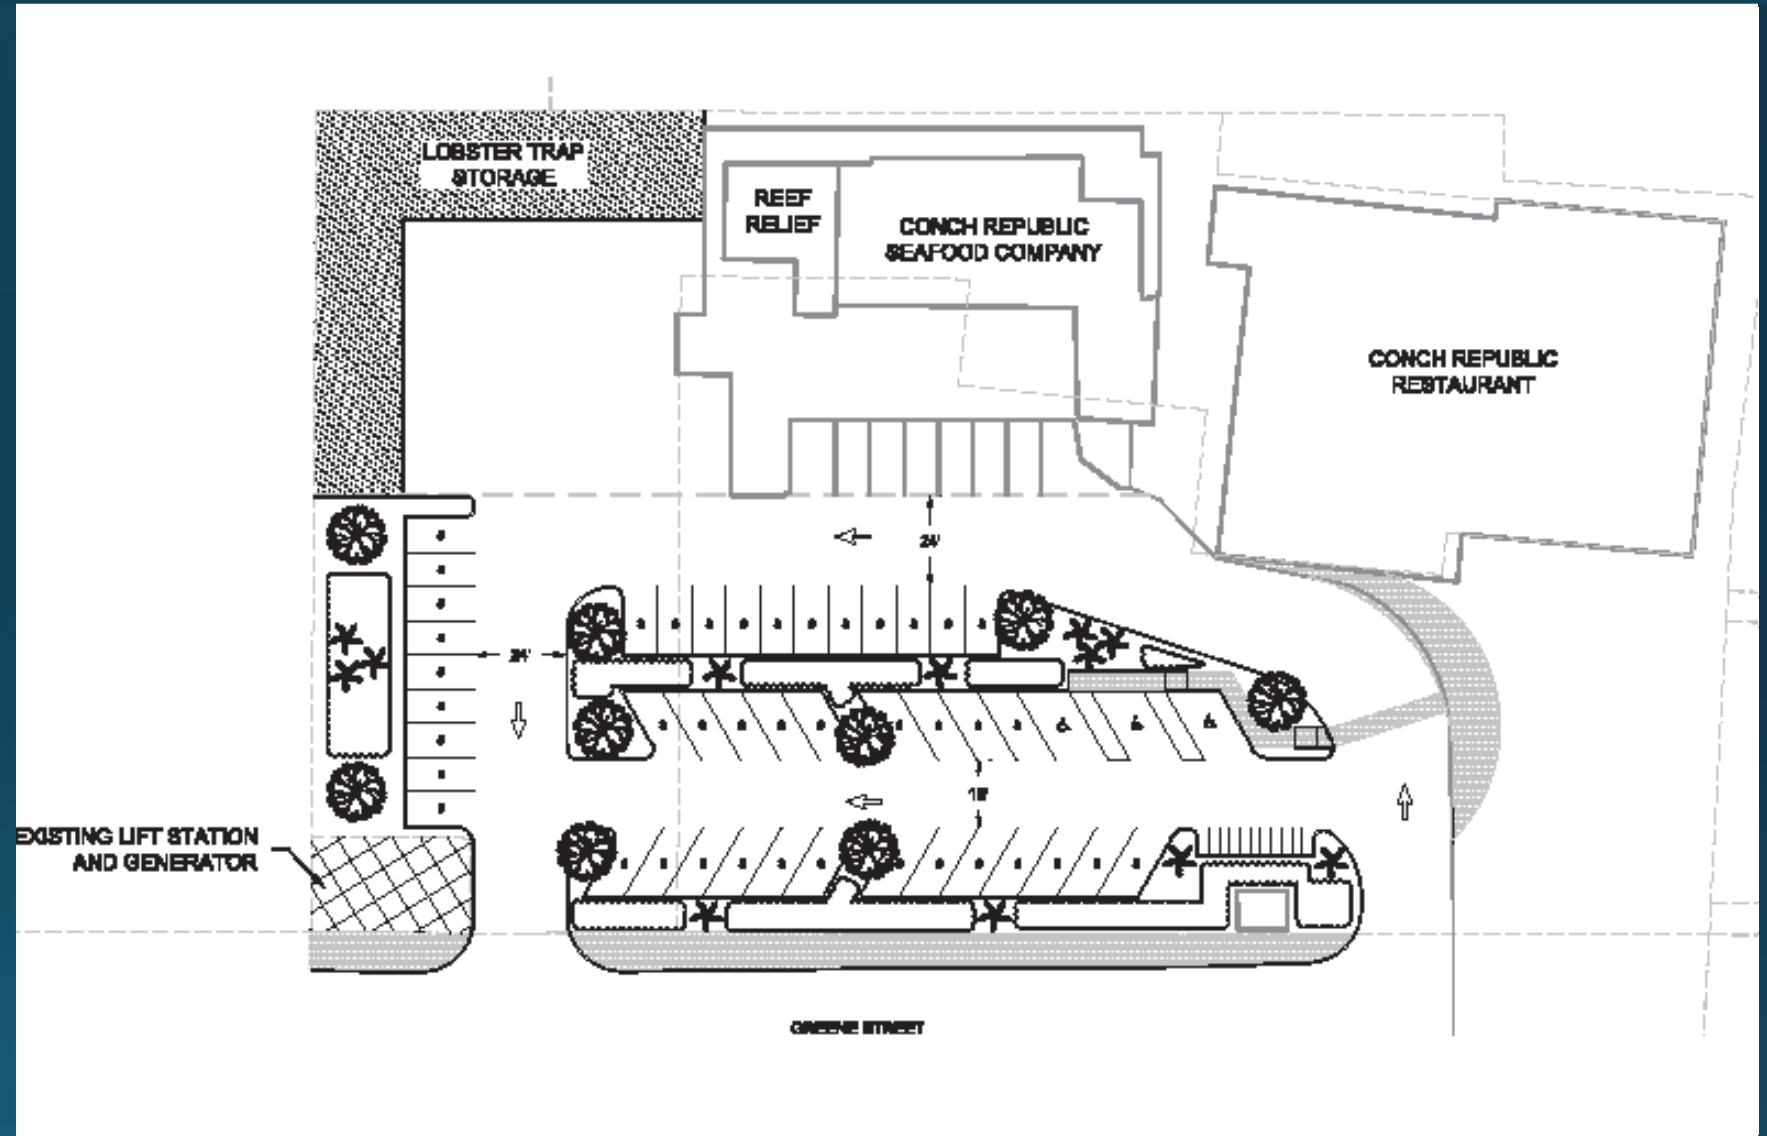 LOBSTER TRAP
STORAGE
REEF
RELIEF
CONCH REPUBLIC
SEAFOOD COMPANY
CONCH REPUBLIC
RESTAURANT
24'
24'
EXISTING LIFT STATION
AND GENERATOR
GREENE STREET